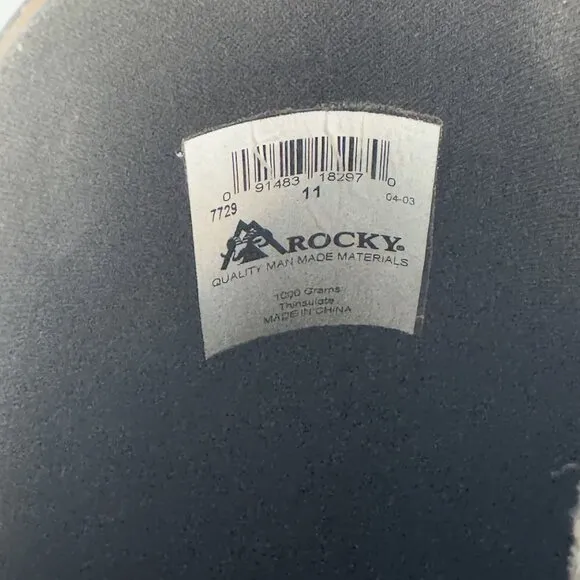 0 91483 18297 0
7729 11 04-03
ROCKY®
QUALITY MAN MADE MATERIALS
1000 Grams
Thinsulate
MADE IN CHINA